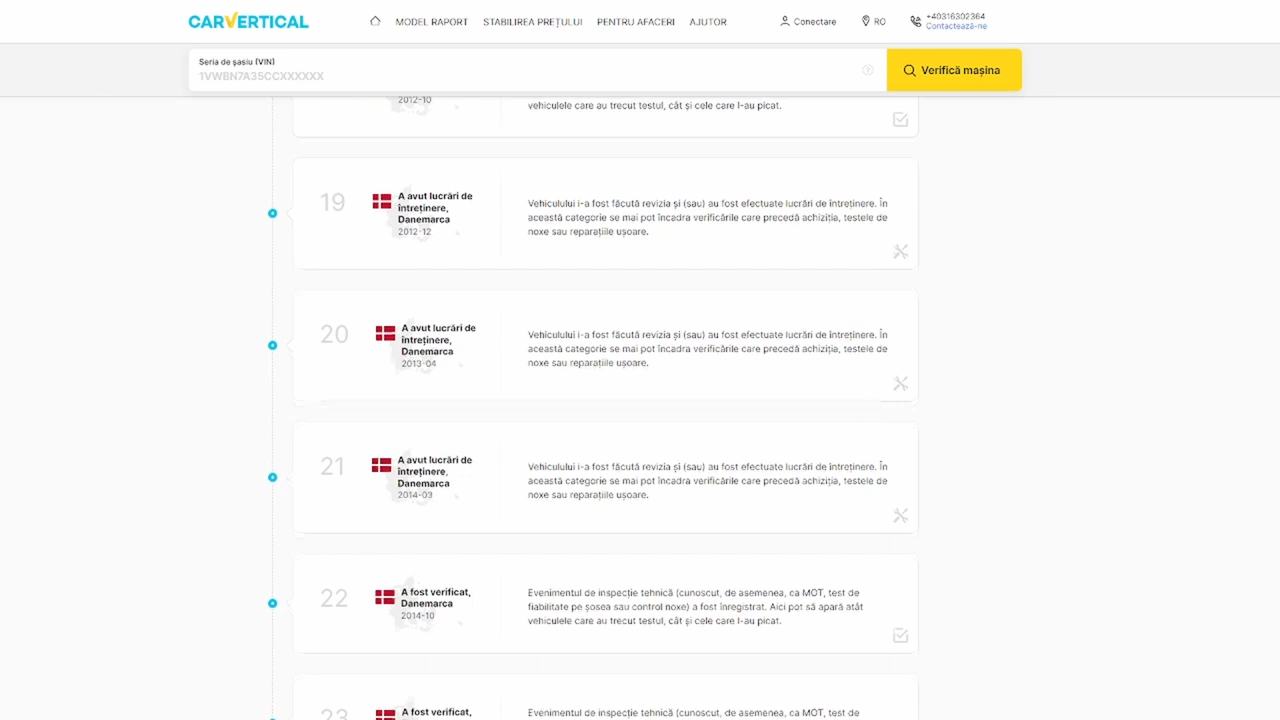 CARVERTICAL
MODEL RAPORT
STABILIREA PREȚULUI
PENTRU AFACERI
AJUTOR
Conectare
RO
+40316302364
Contactează-ne
Seria de șasiu (VIN)
1VWBN7A35CCXXXXXX
Verifică mașina
2012-10
vehiculele care au trecut testul, cât și cele care l-au picat.
19
A avut lucrări de
întreținere,
Danemarca
2012-12
Vehiculului i-a fost făcută revizia și (sau) au fost efectuate lucrări de întreținere. În
această categorie se mai pot încadra verificările care precedă achiziția, testele de
noxe sau reparațiile ușoare.
20
A avut lucrări de
întreținere,
Danemarca
2013-04
Vehiculului i-a fost făcută revizia și (sau) au fost efectuate lucrări de întreținere. În
această categorie se mai pot încadra verificările care precedă achiziția, testele de
noxe sau reparațiile ușoare.
21
A avut lucrări de
întreținere,
Danemarca
2014-03
Vehiculului i-a fost făcută revizia și (sau) au fost efectuate lucrări de întreținere. În
această categorie se mai pot încadra verificările care precedă achiziția, testele de
noxe sau reparațiile ușoare.
22
A fost verificat,
Danemarca
2014-10
Evenimentul de inspecție tehnică (cunoscut, de asemenea, ca MOT, test de
fiabilitate pe șosea sau control noxe) a fost înregistrat. Aici pot să apară atât
vehiculele care au trecut testul, cât și cele care l-au picat.
23
A fost verificat,
Evenimentul de inspecție tehnică (cunoscut, de asemenea, ca MOT, test de